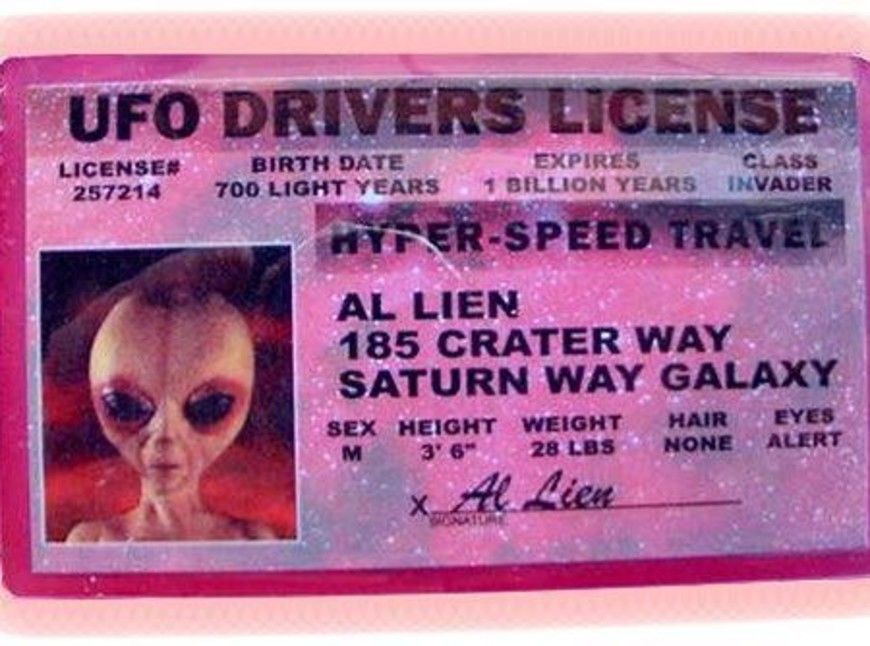 UFO DRIVERS LICENSE
LICENSE# BIRTH DATE EXPIRES CLASS
257214 700 LIGHT YEARS 1 BILLION YEARS INVADER
HYPER-SPEED TRAVEL
AL LIEN
185 CRATER WAY
SATURN WAY GALAXY
SEX HEIGHT WEIGHT HAIR EYES
M 3' 6" 28 LBS NONE ALERT
X Al Lien
SIGNATURE